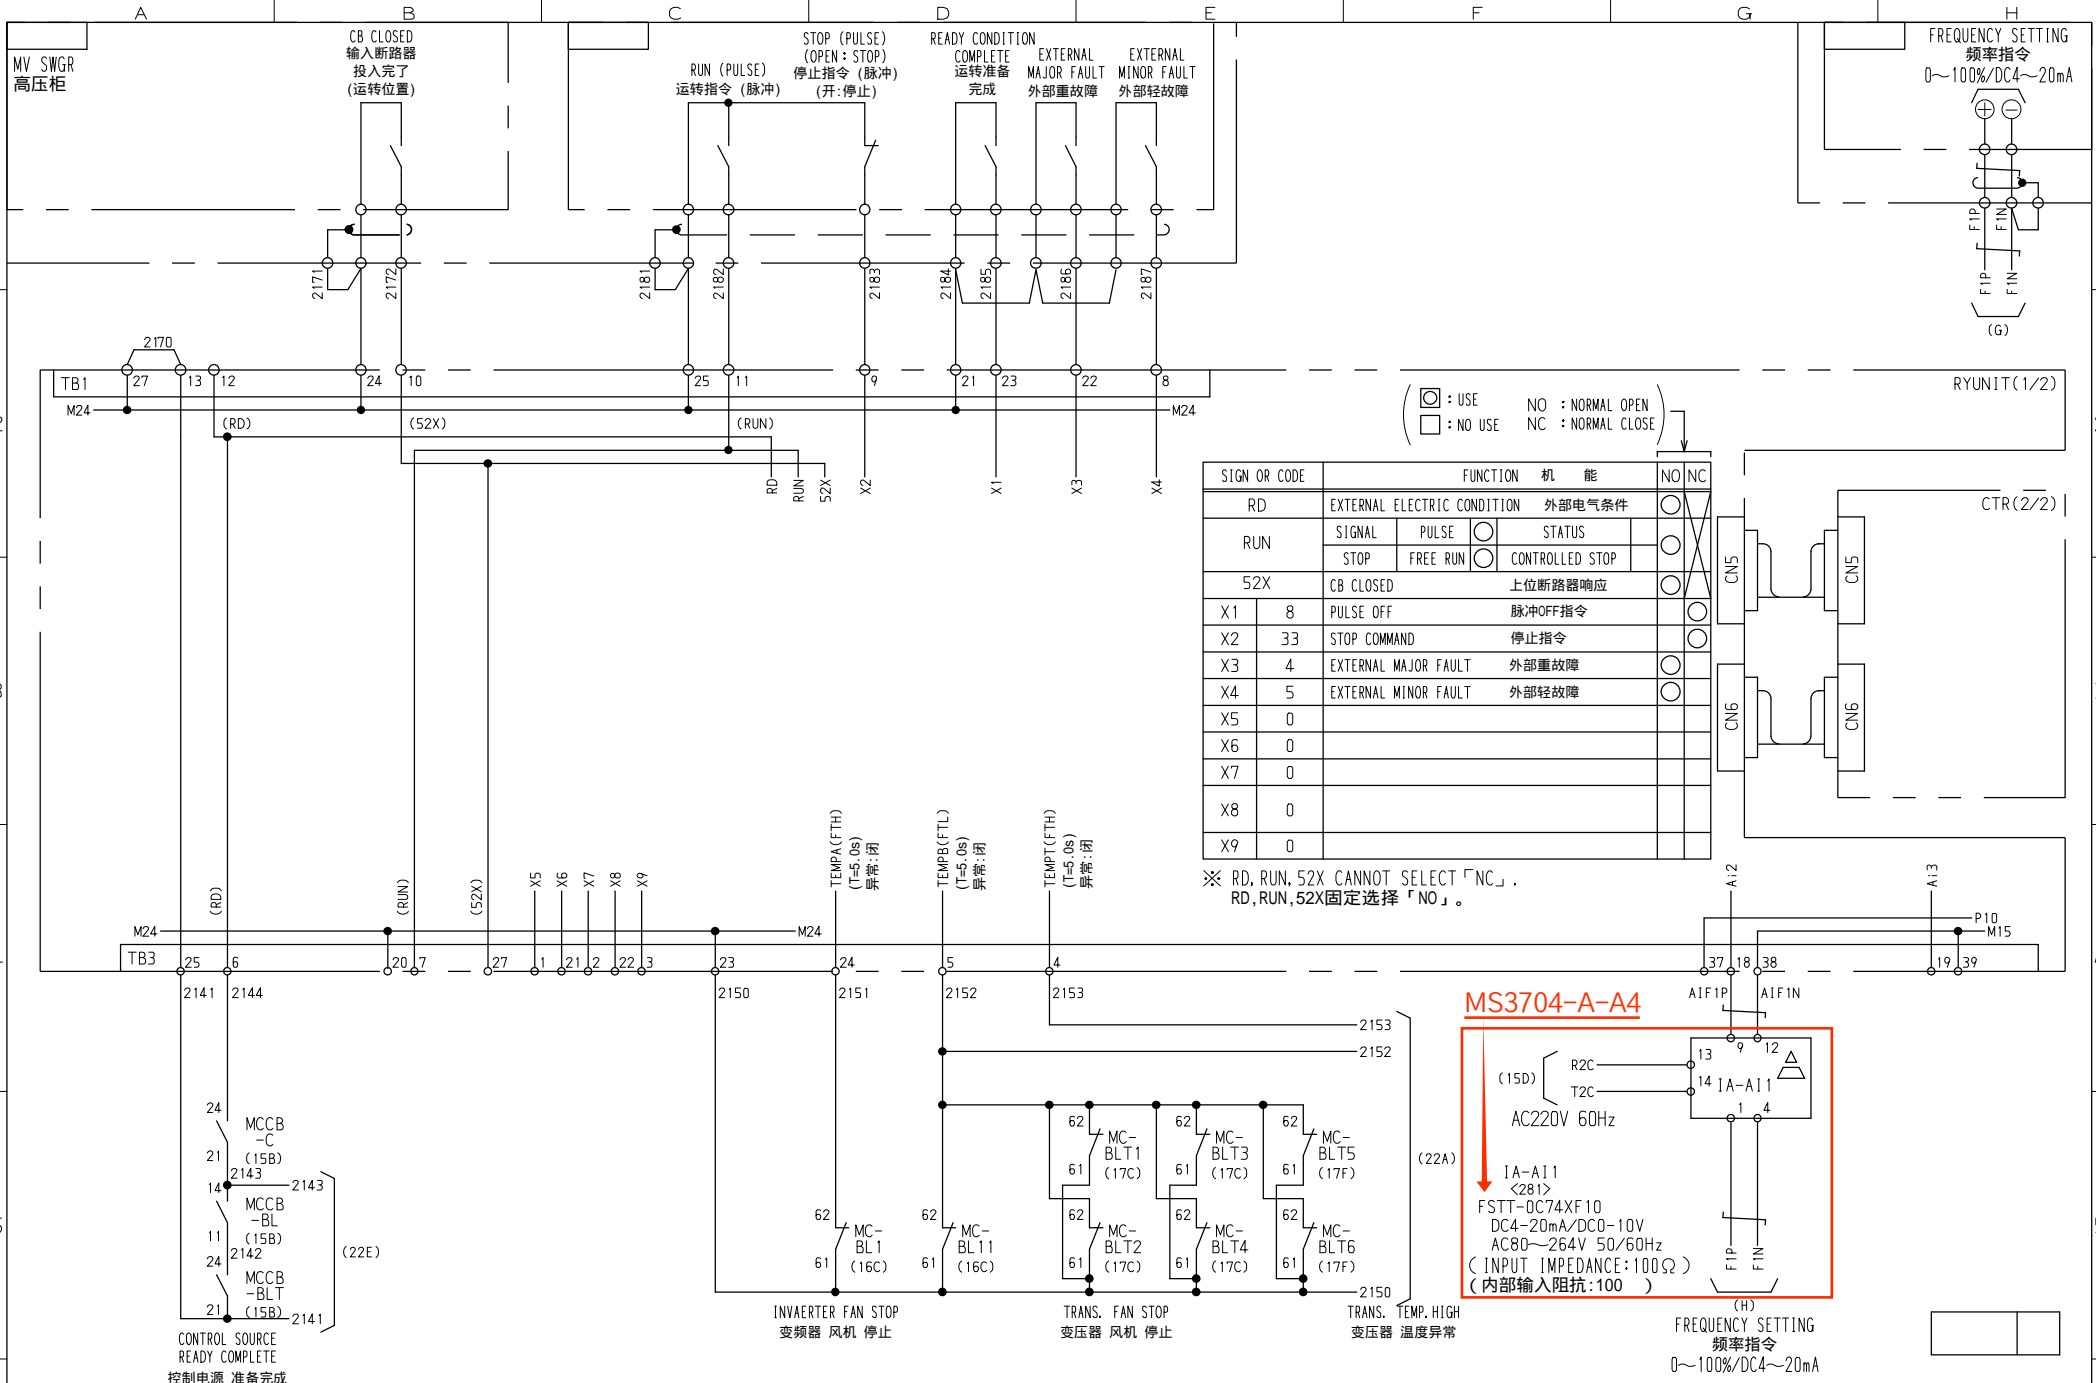 A B C D E F G H
MV SWGR
高压柜
CB CLOSED
输入断路器
投入完了
(运转位置)
RUN (PULSE)
运转指令 (脉冲)
STOP (PULSE)
(OPEN：STOP)
停止指令 (脉冲)
(开:停止)
READY CONDITION
COMPLETE
运转准备
完成
EXTERNAL
MAJOR FAULT
外部重故障
EXTERNAL
MINOR FAULT
外部轻故障
FREQUENCY SETTING
频率指令
0～100%/DC4～20mA
+ −
F1P F1N
F1P F1N
(G)
2171 2172 2181 2182 2183 2184 2185 2186 2187
2170
TB1 27 13 12 24 10 25 11 9 21 23 22 8
RYUNIT(1/2)
M24 M24
(RD) (52X) (RUN)
RD RUN 52X X2 X1 X3 X4
: USE
: NO USE
NO : NORMAL OPEN
NC : NORMAL CLOSE
SIGN OR CODE FUNCTION 机 能 NO NC
RD EXTERNAL ELECTRIC CONDITION 外部电气条件
RUN SIGNAL PULSE STATUS
STOP FREE RUN CONTROLLED STOP
52X CB CLOSED 上位断路器响应
X1 8 PULSE OFF 脉冲OFF指令
X2 33 STOP COMMAND 停止指令
X3 4 EXTERNAL MAJOR FAULT 外部重故障
X4 5 EXTERNAL MINOR FAULT 外部轻故障
X5 0
X6 0
X7 0
X8 0
X9 0
※ RD,RUN,52X CANNOT SELECT「NC」.
RD,RUN,52X固定选择「NO」。
CTR(2/2)
CN5 CN5
CN6 CN6
(RD) (RUN) (52X) X5 X6 X7 X8 X9
TEMPA(FTH)
(T=5.0s)
异常:闭
TEMPB(FTL)
(T=5.0s)
异常:闭
TEMPT(FTH)
(T=5.0s)
异常:闭
Ai2 Ai3
P10
M15
M24 M24
TB3 25 6 20 7 27 1 21 2 22 3 23 24 5 4 37 18 38 19 39
2141 2144 2150 2151 2152 2153
AIF1P AIF1N
2153
2152
MS3704-A-A4
9 12
13
14 IA-AI1
1 4
(15D)
R2C
T2C
AC220V 60Hz
IA-AI1
<281>
FSTT-0C74XF10
DC4-20mA/DC0-10V
AC80～264V 50/60Hz
( INPUT IMPEDANCE:100Ω )
(内部输入阻抗:100 )
F1P F1N
(H)
FREQUENCY SETTING
频率指令
0～100%/DC4～20mA
24
MCCB
-C
(15B)
21
2143
2143
14
MCCB
-BL
(15B)
11
2142
24
MCCB
-BLT
(15B)
21
2141
(22E)
CONTROL SOURCE
READY COMPLETE
控制电源 准备完成
62
MC-
BL1
(16C)
61
62
MC-
BL11
(16C)
61
62
MC-
BLT1
(17C)
61
62
MC-
BLT3
(17C)
61
62
MC-
BLT5
(17F)
61
62
MC-
BLT2
(17C)
61
62
MC-
BLT4
(17C)
61
62
MC-
BLT6
(17F)
61
(22A)
2150
INVAERTER FAN STOP
变频器 风机 停止
TRANS. FAN STOP
变压器 风机 停止
TRANS. TEMP.HIGH
变压器 温度异常